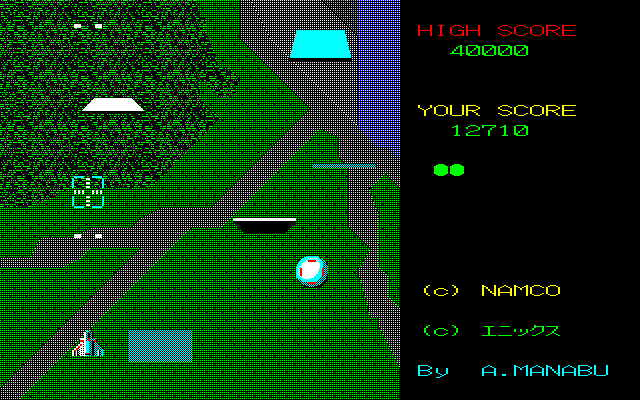 HIGH SCORE
40000
YOUR SCORE
12710
(c) NAMCO
(c) エニックス
By A.MANABU